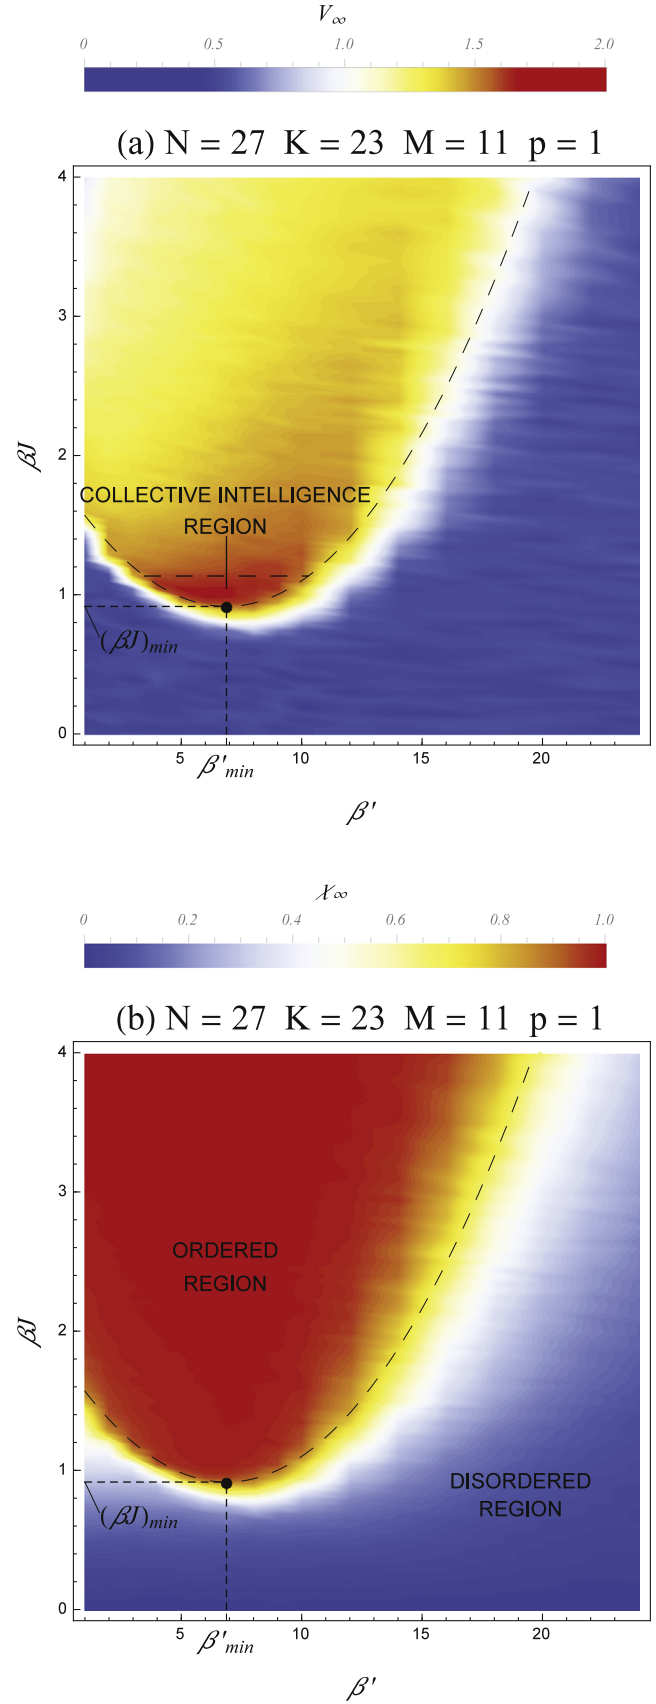 V∞
0 0.5 1.0 1.5 2.0
(a) N = 27 K = 23 M = 11 p = 1
4
3
βJ
2
COLLECTIVE INTELLIGENCE
REGION
1
(βJ)min
0
5 10 15 20
β'min
β'
χ∞
0 0.2 0.4 0.6 0.8 1.0
(b) N = 27 K = 23 M = 11 p = 1
4
3
ORDERED
REGION
2
βJ
1
DISORDERED
REGION
(βJ)min
0
5 10 15 20
β'min
β'